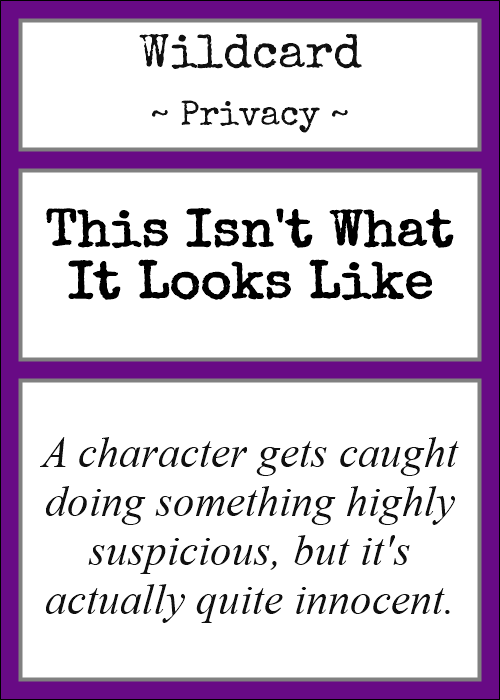 Wildcard
~ Privacy ~
This Isn't What
It Looks Like
A character gets caught
doing something highly
suspicious, but it's
actually quite innocent.